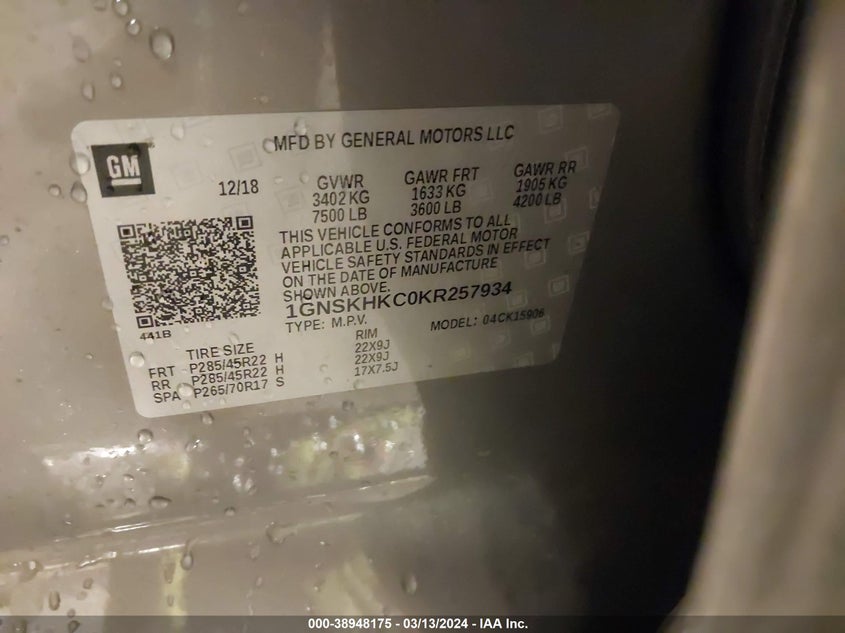 MFD BY GENERAL MOTORS LLC
GM
12/18
GVWR GAWR FRT GAWR RR
3402 KG 1633 KG 1905 KG
7500 LB 3600 LB 4200 LB
THIS VEHICLE CONFORMS TO ALL
APPLICABLE U.S. FEDERAL MOTOR
VEHICLE SAFETY STANDARDS IN EFFECT
ON THE DATE OF MANUFACTURE
SHOWN ABOVE.
1GNSKHKC0KR257934
441B
TYPE: M.P.V. MODEL: 04CK15906
TIRE SIZE RIM
FRT P285/45R22 H 22X9J
RR P285/45R22 H 22X9J
SPA P265/70R17 S 17X7.5J
000-38948175 - 03/13/2024 - IAA Inc.